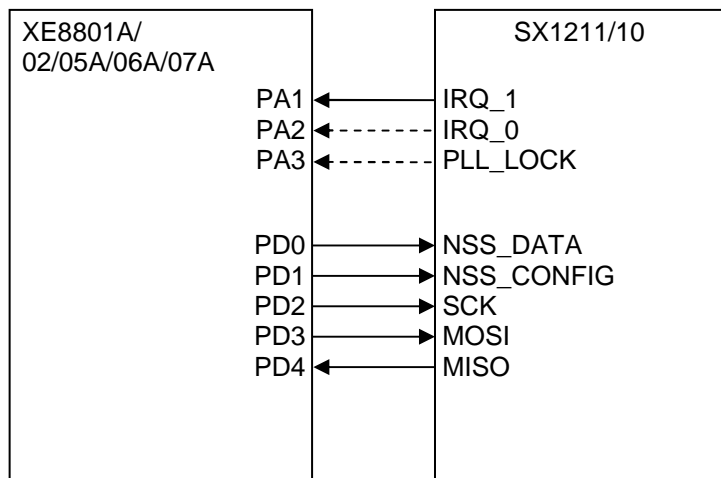 XE8801A/
02/05A/06A/07A
SX1211/10
PA1 IRQ_1
PA2 IRQ_0
PA3 PLL_LOCK
PD0 NSS_DATA
PD1 NSS_CONFIG
PD2 SCK
PD3 MOSI
PD4 MISO